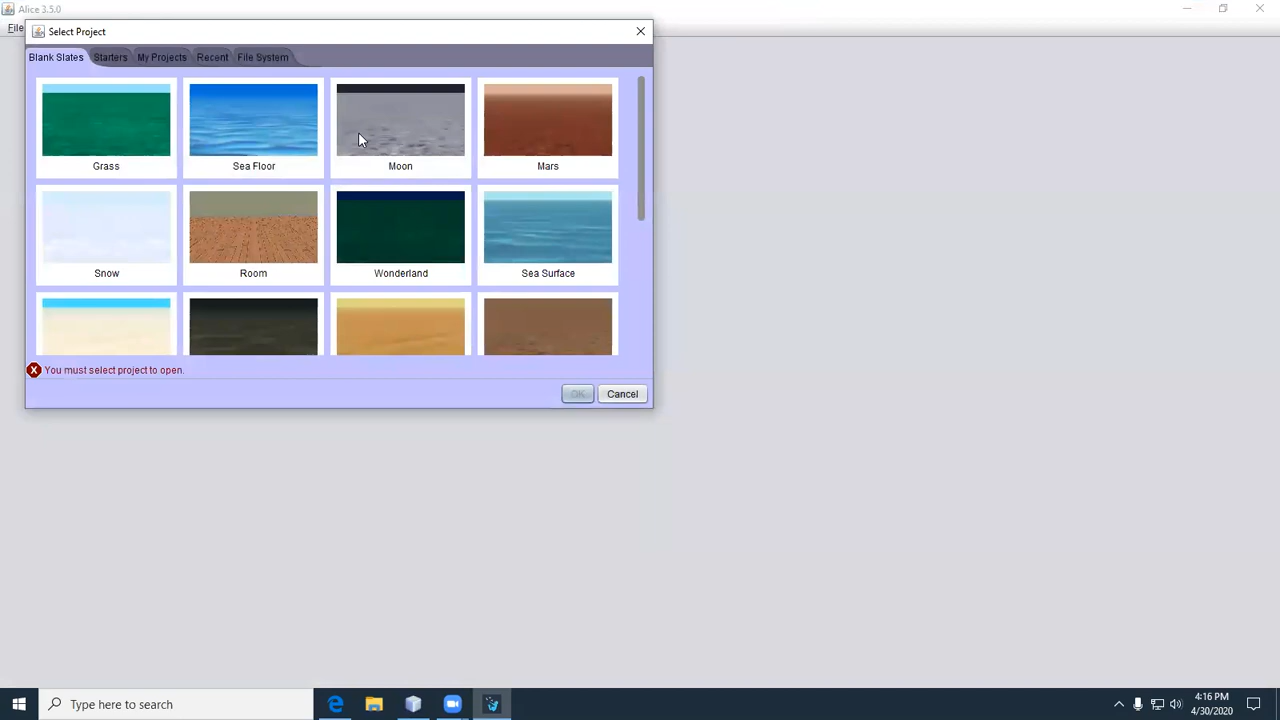 Alice 3.5.0
File
Select Project
Blank Slates Starters My Projects Recent File System
Grass Sea Floor Moon Mars
Snow Room Wonderland Sea Surface
X You must select project to open.
OK Cancel
Type here to search
4:16 PM
4/30/2020